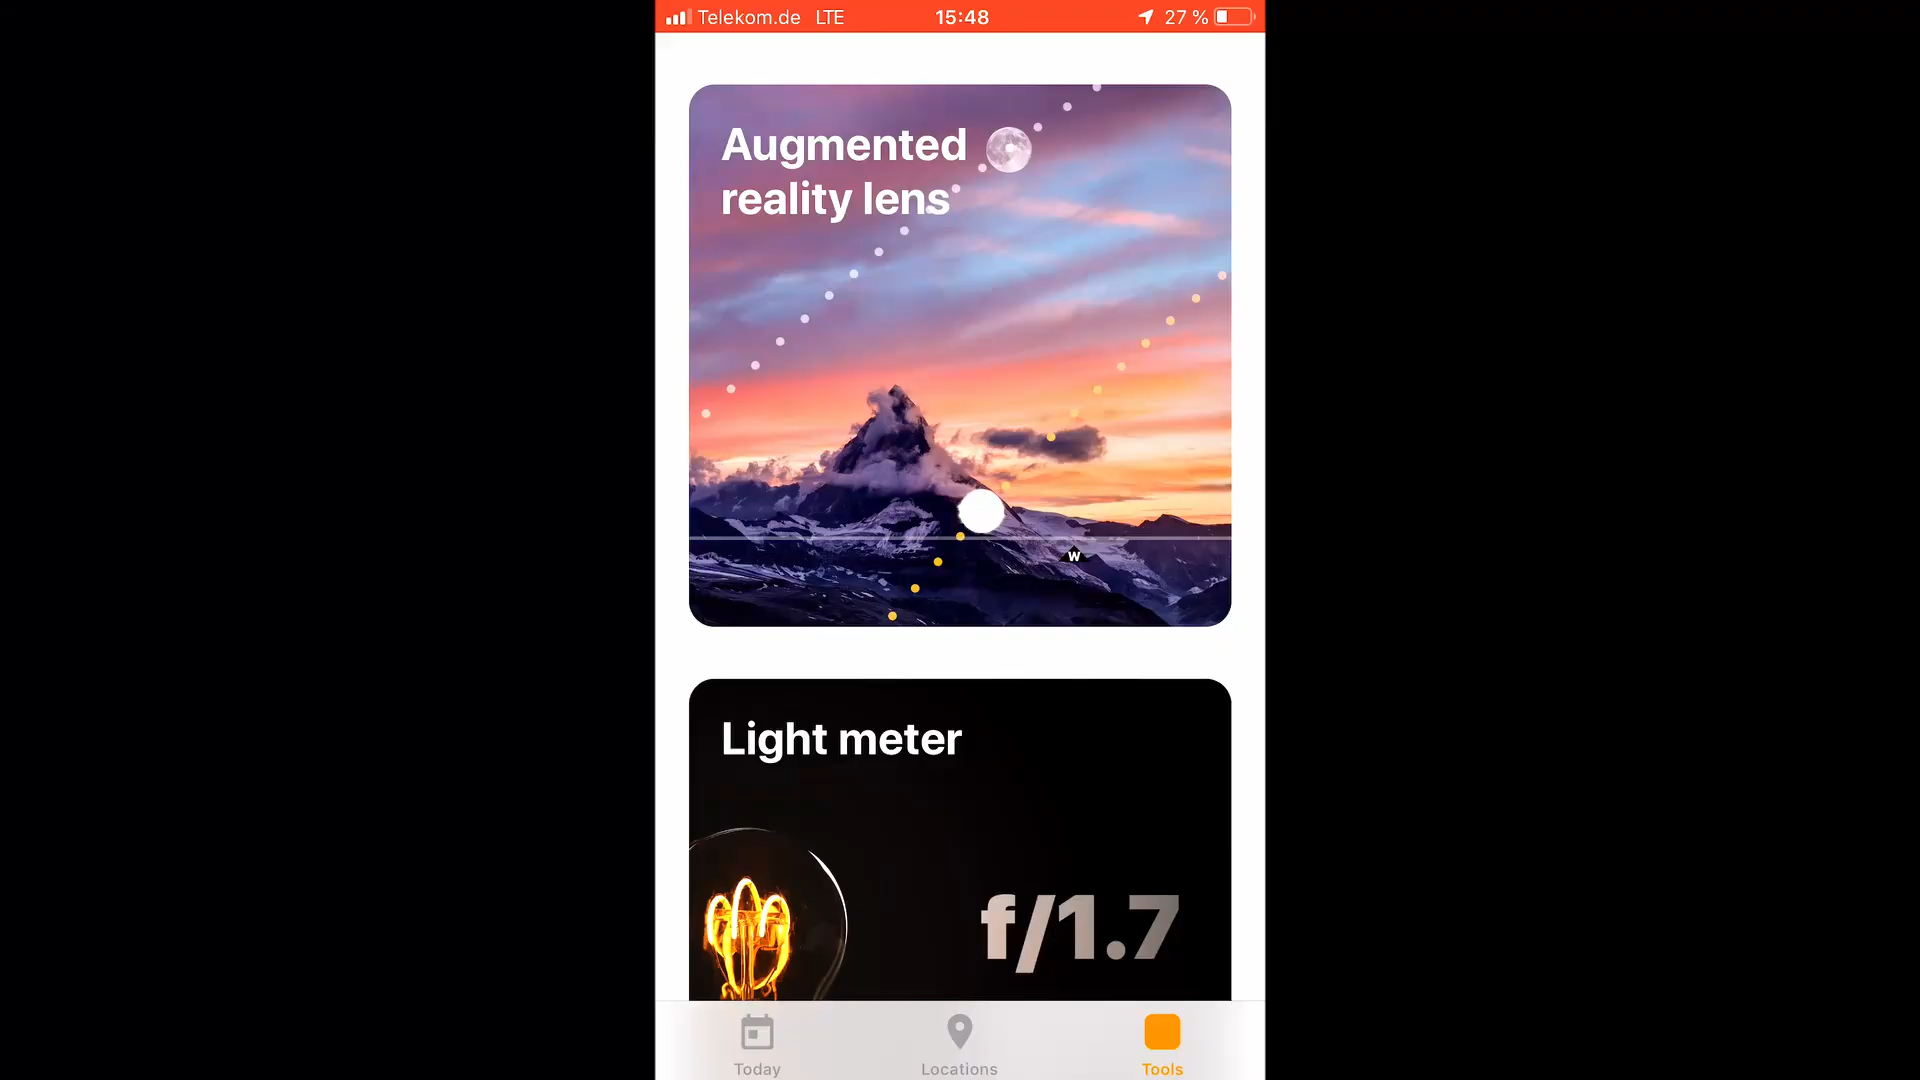 Telekom.de LTE 15:48 27 %
Augmented
reality lens
W
Light meter
f/1.7
Today Locations Tools